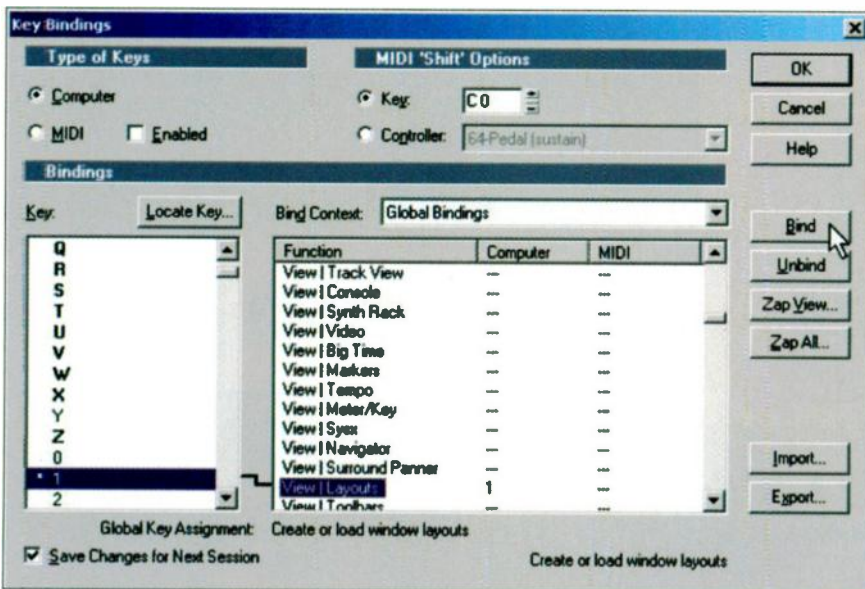 Key Bindings
Type of Keys
Computer
MIDI
Enabled
MIDI 'Shift' Options
Key:
C 0
Controller:
64-Pedal (sustain)
OK
Cancel
Help
Bindings
Key:
Locate Key...
Bind Context:
Global Bindings
Q
R
S
T
U
V
W
X
Y
Z
0
* 1
2
Function Computer MIDI
View | Track View --- ---
View | Console --- ---
View | Synth Rack --- ---
View | Video --- ---
View | Big Time --- ---
View | Markers --- ---
View | Tempo --- ---
View | Meter/Key --- ---
View | Sysx --- ---
View | Navigator --- ---
View | Surround Panner --- ---
View | Layouts 1 ---
View | Toolbars --- ---
Bind
Unbind
Zap View...
Zap All...
Import...
Export...
Global Key Assignment: Create or load window layouts
Save Changes for Next Session
Create or load window layouts